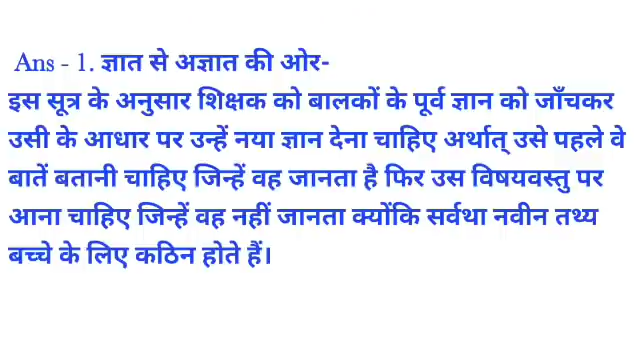 Ans - 1. ज्ञात से अज्ञात की ओर-
इस सूत्र के अनुसार शिक्षक को बालकों के पूर्व ज्ञान को जाँचकर
उसी के आधार पर उन्हें नया ज्ञान देना चाहिए अर्थात् उसे पहले वे
बातें बतानी चाहिए जिन्हें वह जानता है फिर उस विषयवस्तु पर
आना चाहिए जिन्हें वह नहीं जानता क्योंकि सर्वथा नवीन तथ्य
बच्चे के लिए कठिन होते हैं।